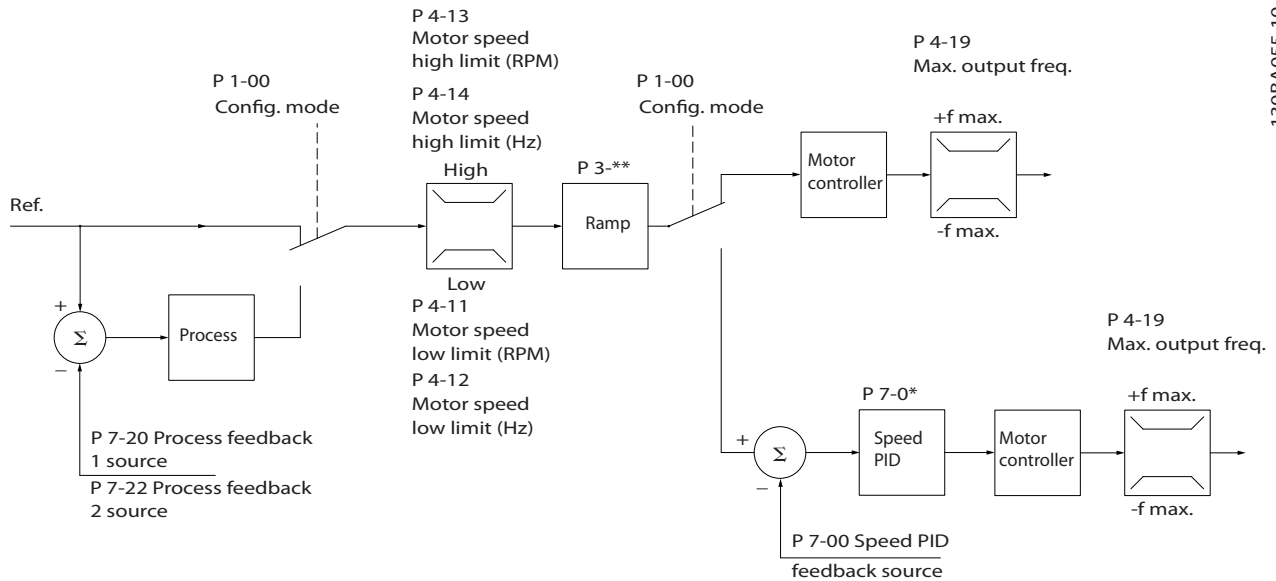 P 4-13
Motor speed
high limit (RPM)
P 4-14
Motor speed
high limit (Hz)
High
P 1-00
Config. mode
P 3-**
Ramp
P 1-00
Config. mode
P 4-19
Max. output freq.
+f max.
Motor
controller
-f max.
Ref.
Low
P 4-11
Motor speed
low limit (RPM)
P 4-12
Motor speed
low limit (Hz)
+
Σ
−
Process
P 7-20 Process feedback
1 source
P 7-22 Process feedback
2 source
P 4-19
Max. output freq.
+f max.
P 7-0*
+
Σ
−
Speed
PID
Motor
controller
-f max.
P 7-00 Speed PID
feedback source